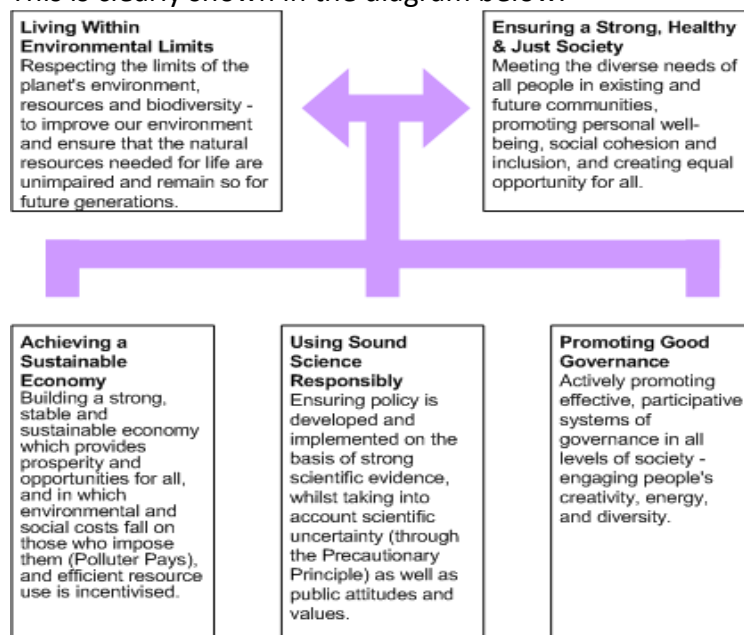 This is clearly shown in the diagram below:
Living Within
Environmental Limits
Respecting the limits of the
planet's environment,
resources and biodiversity -
to improve our environment
and ensure that the natural
resources needed for life are
unimpaired and remain so for
future generations.
Ensuring a Strong, Healthy
& Just Society
Meeting the diverse needs of
all people in existing and
future communities,
promoting personal well-
being, social cohesion and
inclusion, and creating equal
opportunity for all.
Achieving a
Sustainable
Economy
Building a strong,
stable and
sustainable economy
which provides
prosperity and
opportunities for all,
and in which
environmental and
social costs fall on
those who impose
them (Polluter Pays),
and efficient resource
use is incentivised.
Using Sound
Science
Responsibly
Ensuring policy is
developed and
implemented on the
basis of strong
scientific evidence,
whilst taking into
account scientific
uncertainty (through
the Precautionary
Principle) as well as
public attitudes and
values.
Promoting Good
Governance
Actively promoting
effective, participative
systems of
governance in all
levels of society -
engaging people's
creativity, energy,
and diversity.